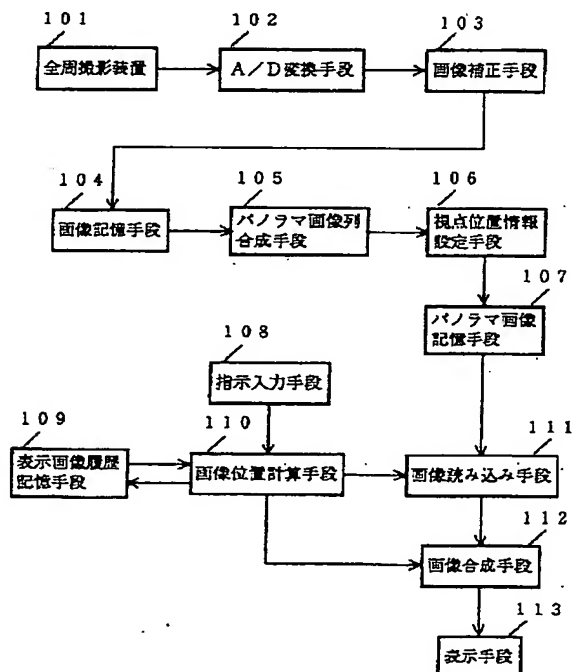 １０１
全周撮影装置
１０２
Ａ／Ｄ変換手段
１０３
画像補正手段
１０４
画像記憶手段
１０５
パノラマ画像列
合成手段
１０６
視点位置情報
設定手段
１０７
パノラマ画像
記憶手段
１０８
指示入力手段
１０９
表示画像履歴
記憶手段
１１０
画像位置計算手段
１１１
画像読み込み手段
１１２
画像合成手段
１１３
表示手段